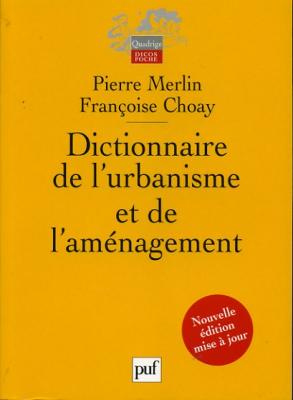 Quadrige
DICOS
POCHE
Pierre Merlin
Françoise Choay
Dictionnaire
de l'urbanisme
et de
l'aménagement
Nouvelle
édition
mise à jour
puf